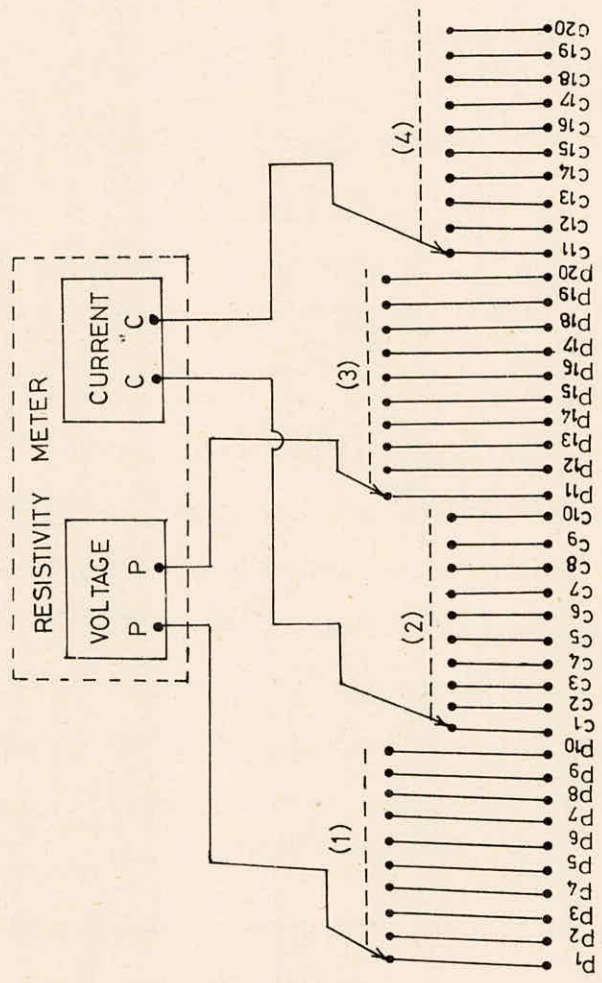 RESISTIVITY METER
VOLTAGE
P P
CURRENT
C C
(1)
(2)
(3)
(4)
P1 P2 P3 P4 P5 P6 P7 P8 P9 P10 C1 C2 C3 C4 C5 C6 C7 C8 C9 C10 P11 P12 P13 P14 P15 P16 P17 P18 P19 P20 C11 C12 C13 C14 C15 C16 C17 C18 C19 C20